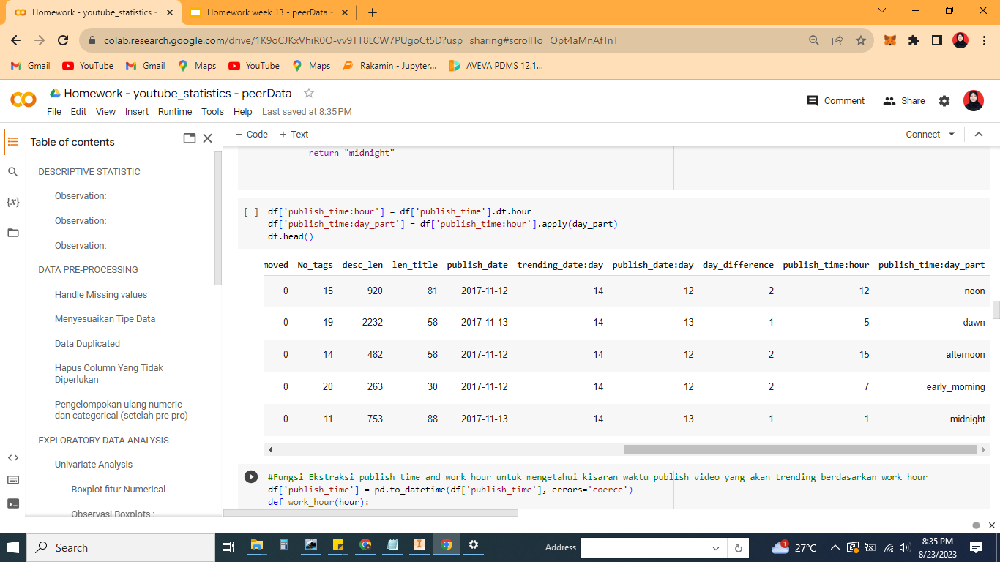 Homework - youtube_statistics -
Homework week 13 - peerData -
colab.research.google.com/drive/1K9oCJKxVhiR0O-vv9TT8LCW7PUgoCt5D?usp=sharing#scrollTo=Opt4aMnAfTnT
Gmail YouTube Gmail Maps YouTube Maps Rakamin - Jupyter... AVEVA PDMS 12.1...
Homework - youtube_statistics - peerData
Comment Share
File Edit View Insert Runtime Tools Help Last saved at 8:35 PM
Table of contents
+ Code + Text
Connect
DESCRIPTIVE STATISTIC
Observation:
Observation:
Observation:
DATA PRE-PROCESSING
Handle Missing values
Menyesuaikan Tipe Data
Data Duplicated
Hapus Column Yang Tidak
Diperlukan
Pengelompokan ulang numeric
dan categorical (setelah pre-pro)
EXPLORATORY DATA ANALYSIS
Univariate Analysis
Boxplot fitur Numerical
Observasi Boxplots :
return "midnight"
[ ] df['publish_time:hour'] = df['publish_time'].dt.hour
df['publish_time:day_part'] = df['publish_time:hour'].apply(day_part)
df.head()
moved No_tags desc_len len_title publish_date trending_date:day publish_date:day day_difference publish_time:hour publish_time:day_part
0 15 920 81 2017-11-12 14 12 2 12 noon
0 19 2232 58 2017-11-13 14 13 1 5 dawn
0 14 482 58 2017-11-12 14 12 2 15 afternoon
0 20 263 30 2017-11-12 14 12 2 7 early_morning
0 11 753 88 2017-11-13 14 13 1 1 midnight
#Fungsi Ekstraksi publish time and work hour untuk mengetahui kisaran waktu publish video yang akan trending berdasarkan work hour
df['publish_time'] = pd.to_datetime(df['publish_time'], errors='coerce')
def work_hour(hour):
Search
Address
1
27°C
8:35 PM
8/23/2023